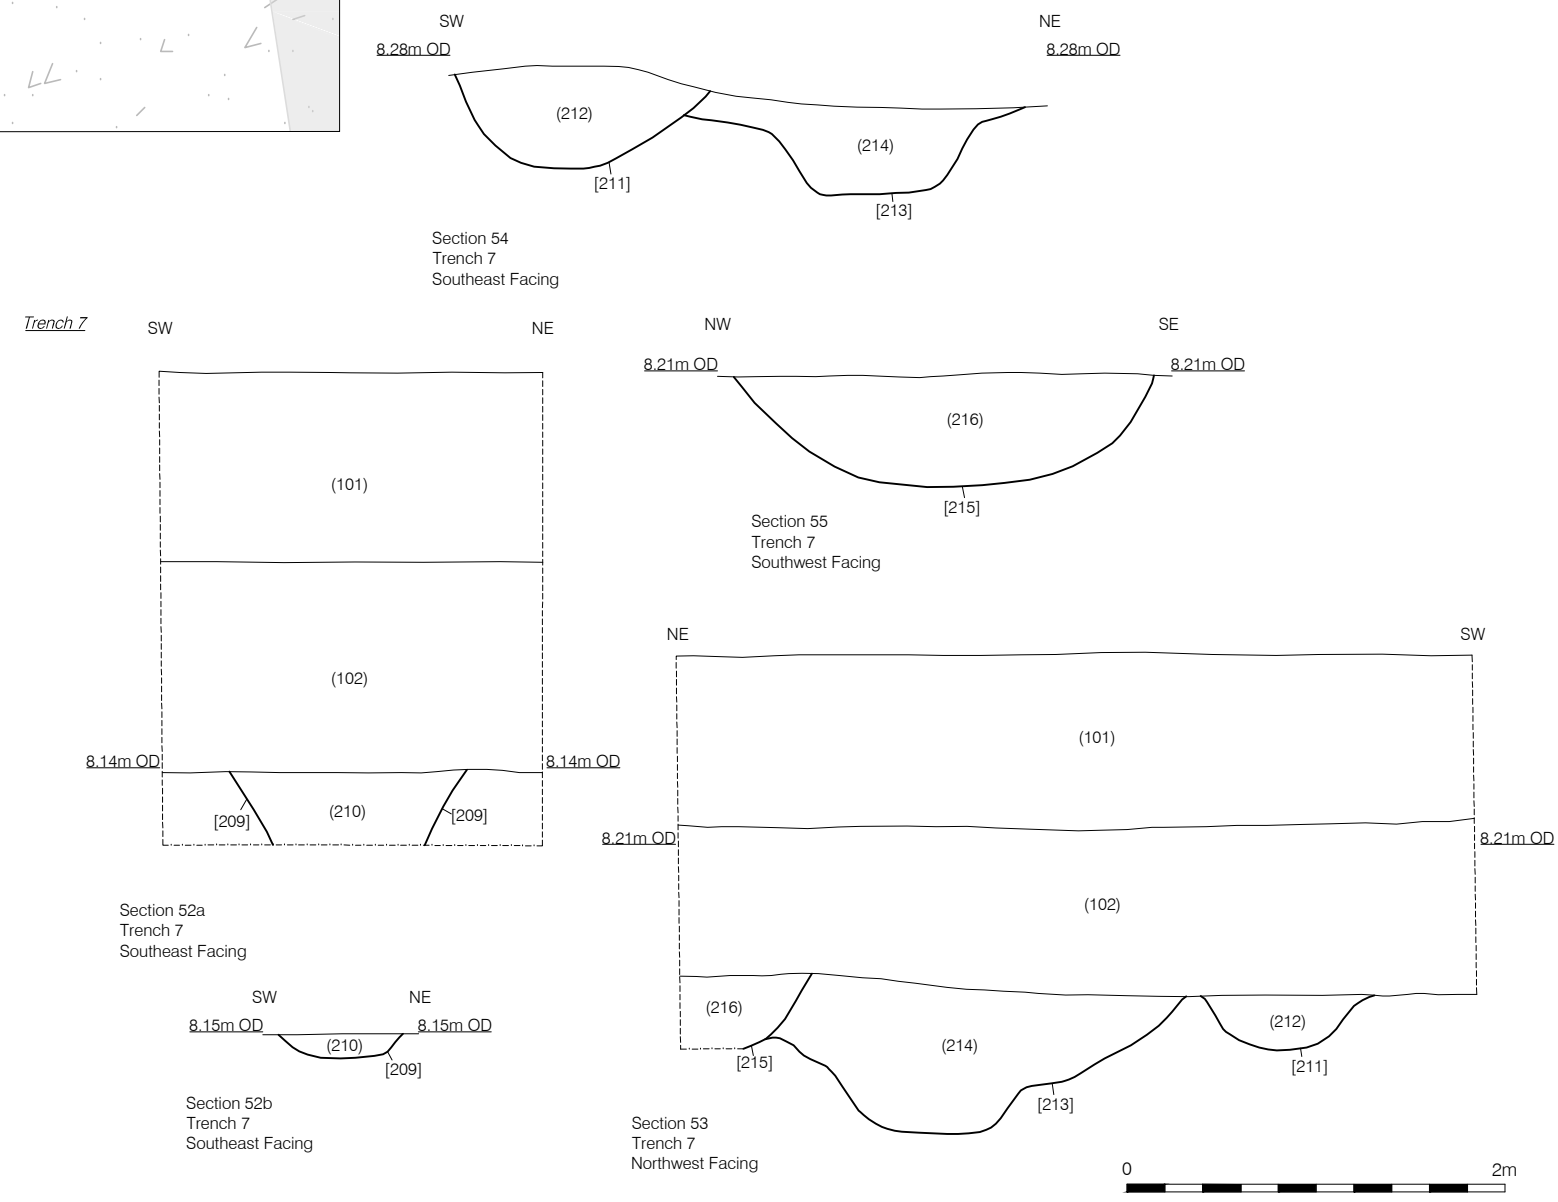 SW NE
8.28m OD 8.28m OD
(212)
(214)
[211]
[213]
Section 54
Trench 7
Southeast Facing
Trench 7
SW NE
(101)
(102)
8.14m OD 8.14m OD
[209] (210) [209]
Section 52a
Trench 7
Southeast Facing
NW SE
8.21m OD 8.21m OD
(216)
[215]
Section 55
Trench 7
Southwest Facing
SW NE
8.15m OD 8.15m OD
(210)
[209]
Section 52b
Trench 7
Southeast Facing
NE SW
(101)
8.21m OD 8.21m OD
(102)
(216)
(212)
(214)
[215]
[211]
[213]
Section 53
Trench 7
Northwest Facing
0 2m